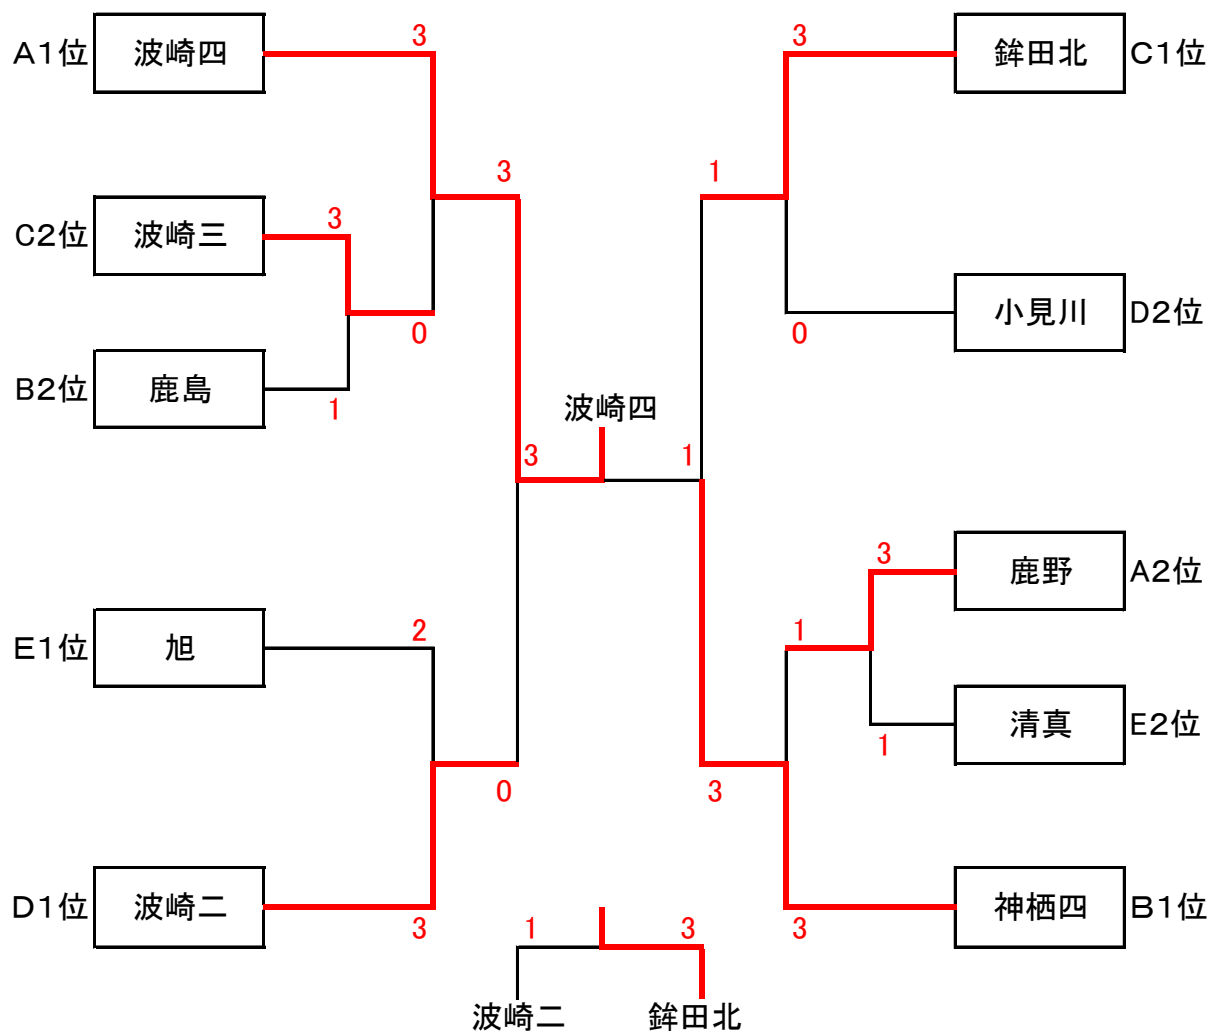 A1位 波崎四 3 3 鉾田北 C1位
3 1
C2位 波崎三 3
0 小見川 D2位
0
B2位 鹿島 1
波崎四
3 1
3 鹿野 A2位
E1位 旭 2 1
清真 E2位
1
0 3
D1位 波崎二 3 3 神栖四 B1位
1 3
波崎二 鉾田北